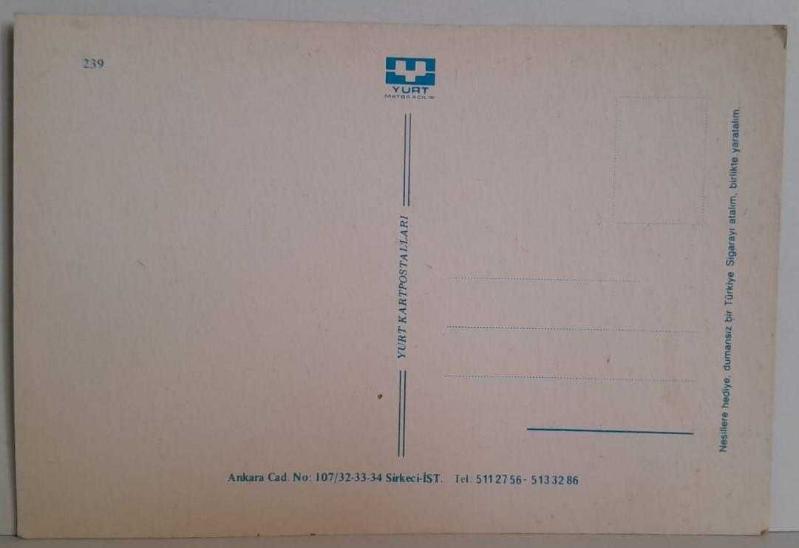 239
YURT
MATBAACILIK
YURT KARTPOSTALLARI
Nesillere hediye, dumansız bir Türkiye Sigarayı atalım, birlikte yaratalım.
Ankara Cad. No: 107/32-33-34 Sirkeci-İST. Tel: 511 27 56 - 513 32 86